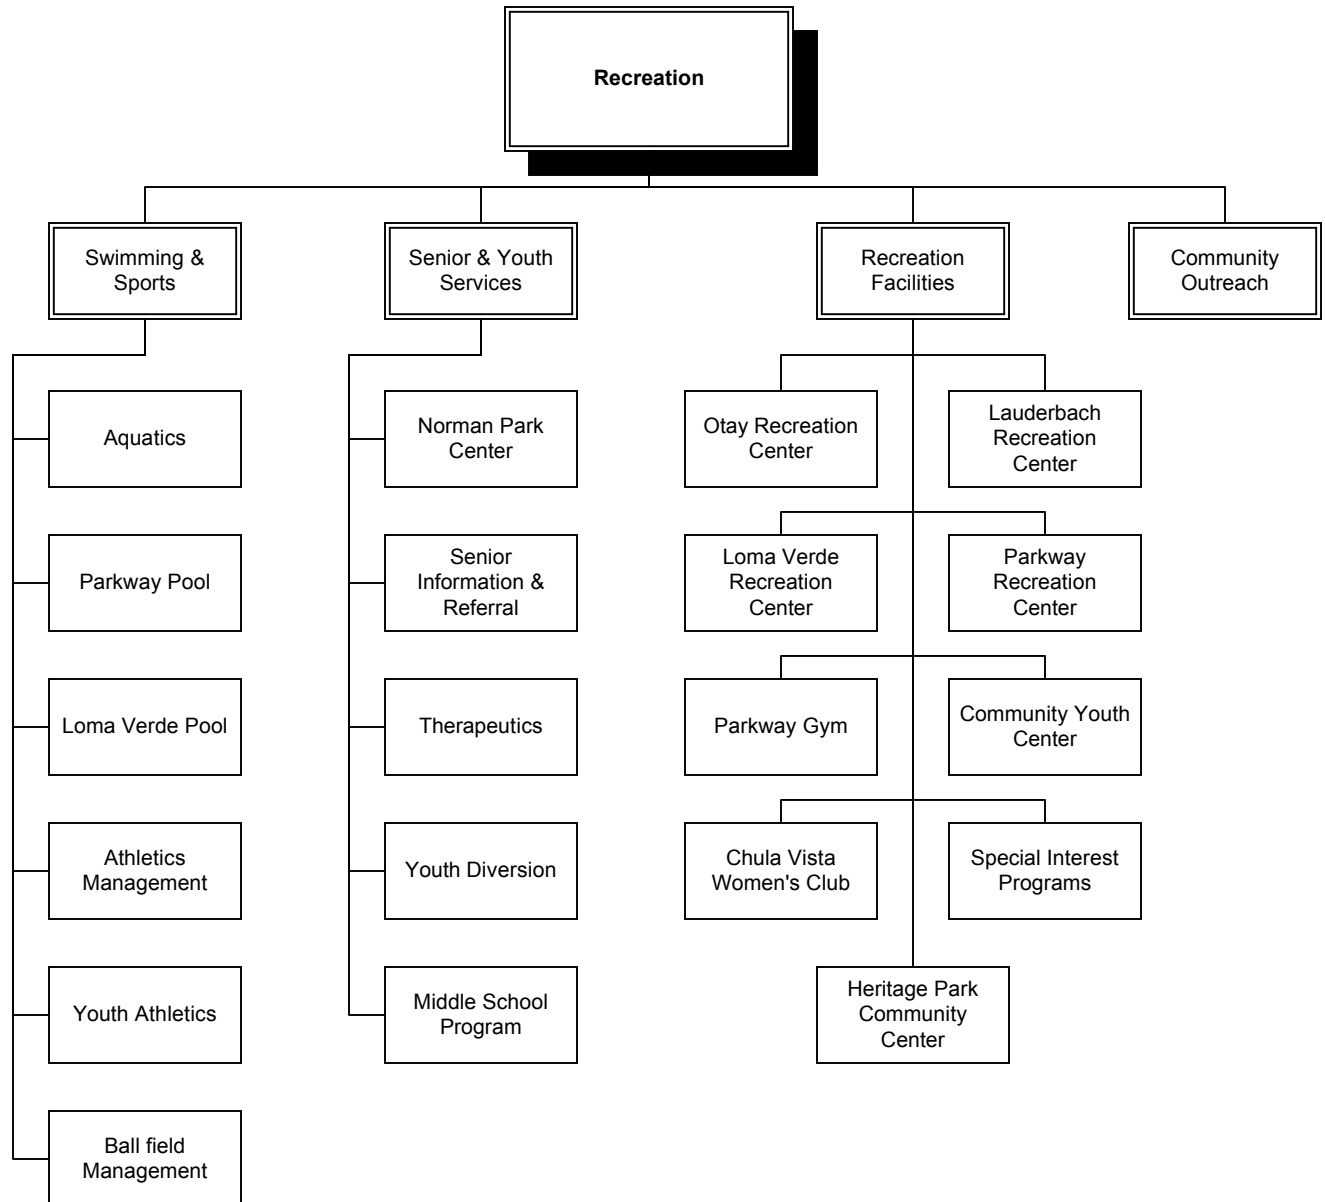 Recreation
Swimming &
Sports
Senior & Youth
Services
Recreation
Facilities
Community
Outreach
Aquatics
Parkway Pool
Loma Verde Pool
Athletics
Management
Youth Athletics
Ball field
Management
Norman Park
Center
Senior
Information &
Referral
Therapeutics
Youth Diversion
Middle School
Program
Otay Recreation
Center
Lauderbach
Recreation
Center
Loma Verde
Recreation
Center
Parkway
Recreation
Center
Parkway Gym
Community Youth
Center
Chula Vista
Women's Club
Special Interest
Programs
Heritage Park
Community
Center